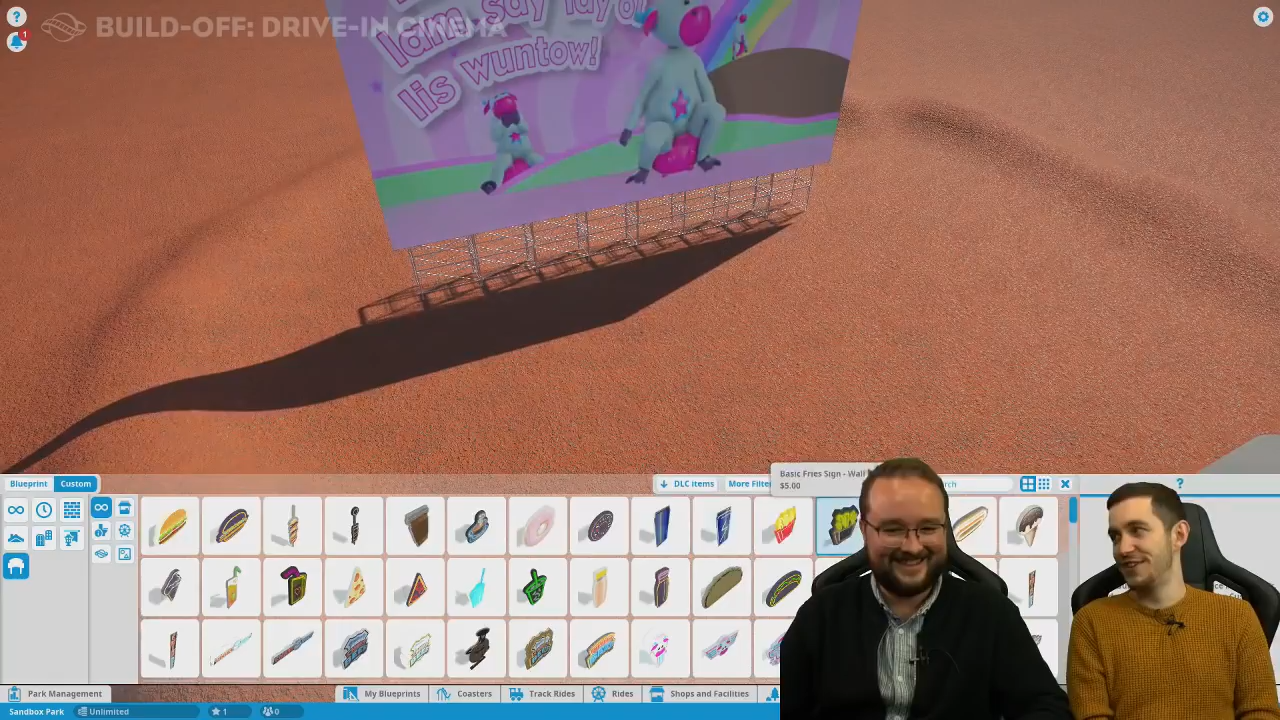 BUILD-OFF: DRIVE-IN CINEMA
lis wuntow!
Basic Fries Sign - Wall
$5.00
Blueprint
Custom
DLC items
More Filter
Park Management
My Blueprints
Coasters
Track Rides
Rides
Shops and Facilities
Sandbox Park
Unlimited
1
0